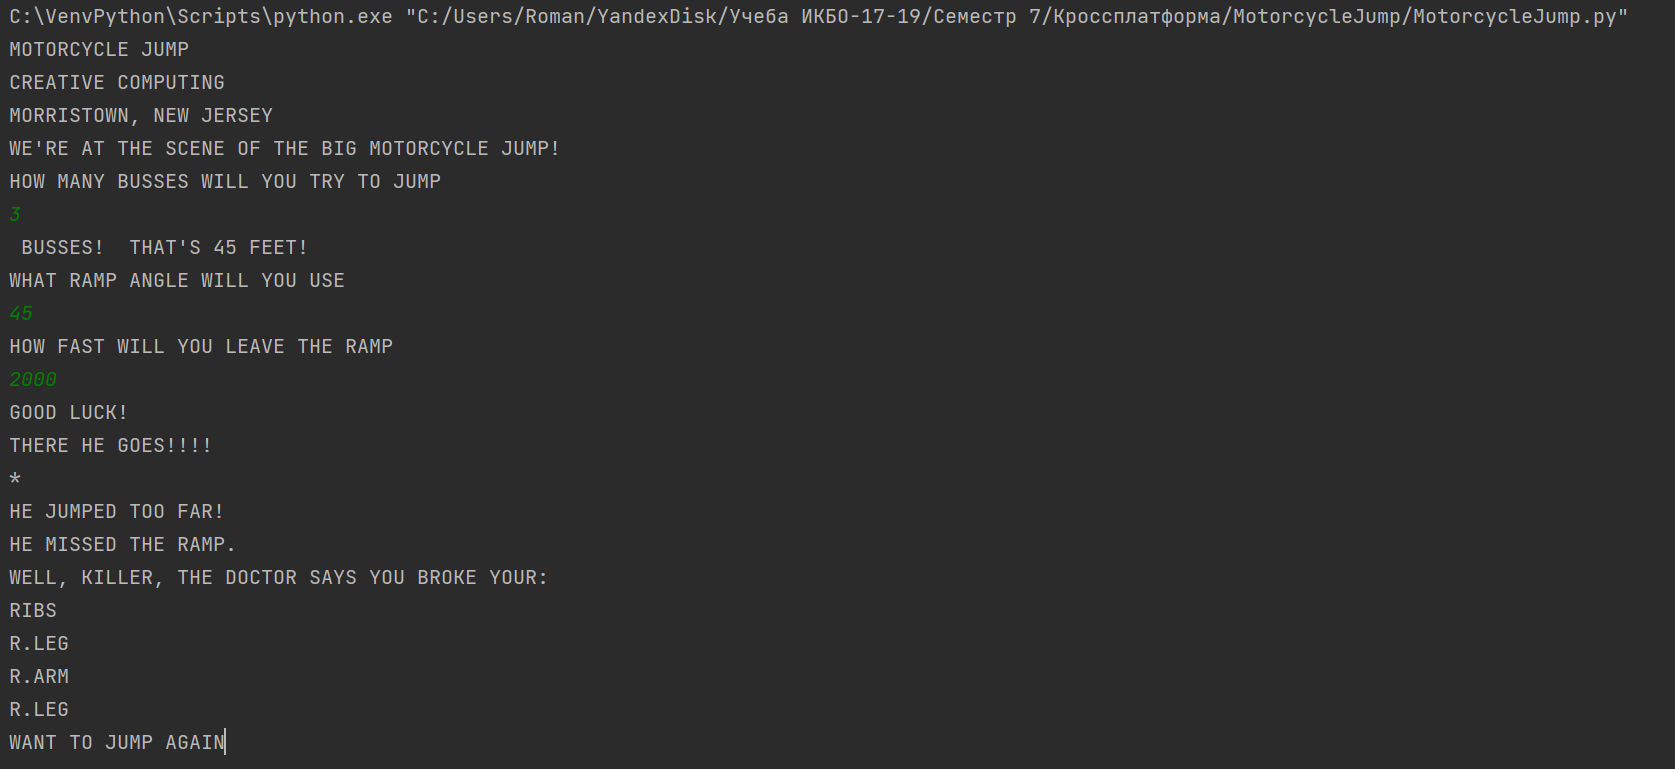 C:\VenvPython\Scripts\python.exe "C:/Users/Roman/YandexDisk/Учеба ИКБО-17-19/Семестр 7/Кроссплатформа/MotorcycleJump/MotorcycleJump.py"
MOTORCYCLE JUMP
CREATIVE COMPUTING
MORRISTOWN, NEW JERSEY
WE'RE AT THE SCENE OF THE BIG MOTORCYCLE JUMP!
HOW MANY BUSSES WILL YOU TRY TO JUMP
3
 BUSSES!  THAT'S 45 FEET!
WHAT RAMP ANGLE WILL YOU USE
45
HOW FAST WILL YOU LEAVE THE RAMP
2000
GOOD LUCK!
THERE HE GOES!!!!
*
HE JUMPED TOO FAR!
HE MISSED THE RAMP.
WELL, KILLER, THE DOCTOR SAYS YOU BROKE YOUR:
RIBS
R.LEG
R.ARM
R.LEG
WANT TO JUMP AGAIN